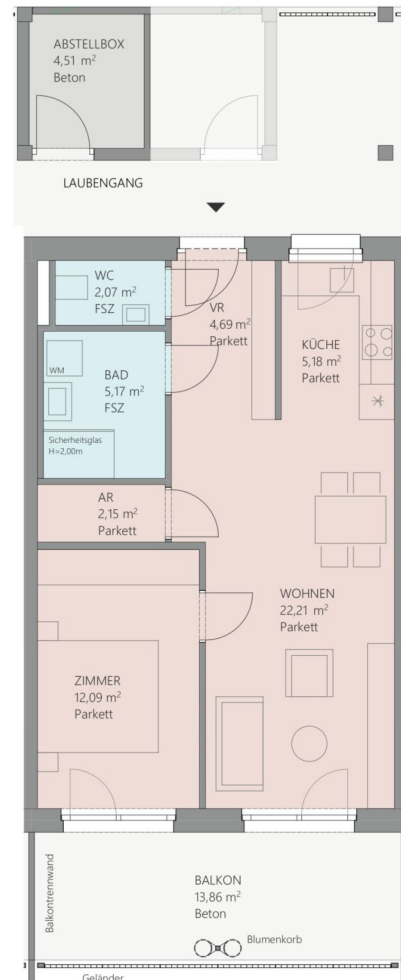 ABSTELLBOX
4,51 m²
Beton
LAUBENGANG
WC
2,07 m²
FSZ
VR
4,69 m²
Parkett
KÜCHE
5,18 m²
Parkett
WM
BAD
5,17 m²
FSZ
Sicherheitsglas
H=2,00m
AR
2,15 m²
Parkett
WOHNEN
22,21 m²
Parkett
ZIMMER
12,09 m²
Parkett
Balkontrennwand
BALKON
13,86 m²
Beton
Blumenkorb
Geländer